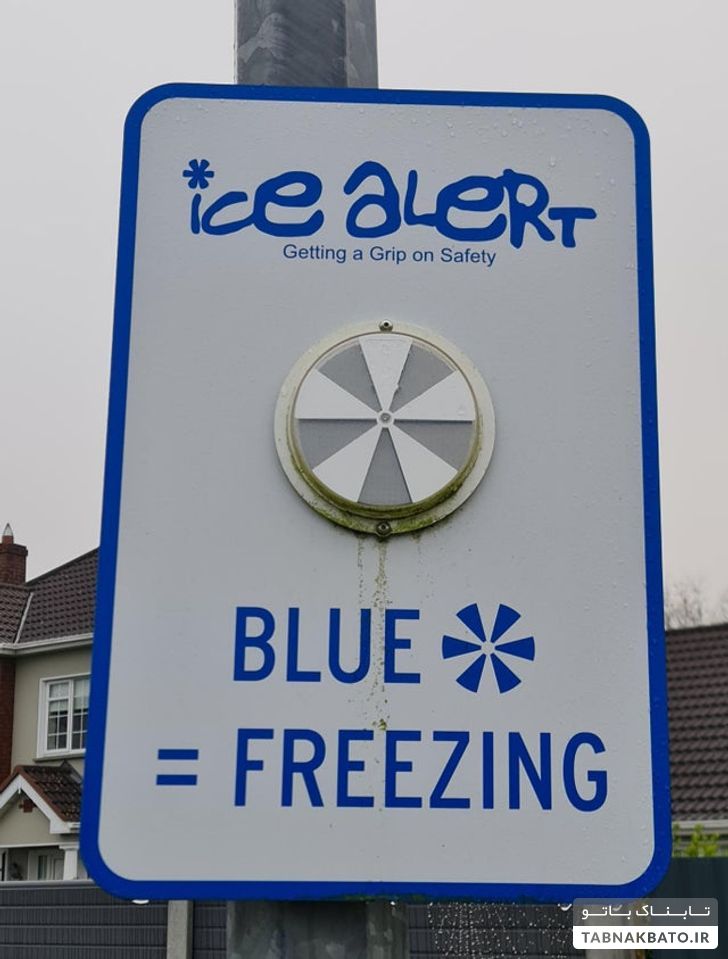 *ice alert
Getting a Grip on Safety
BLUE
= FREEZING
تابناک باتو
TABNAKBATO.IR